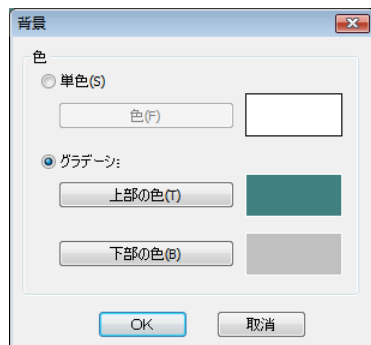 背景
色
単色(S)
色(F)
グラデーシ:
上部の色(T)
下部の色(B)
OK
取消